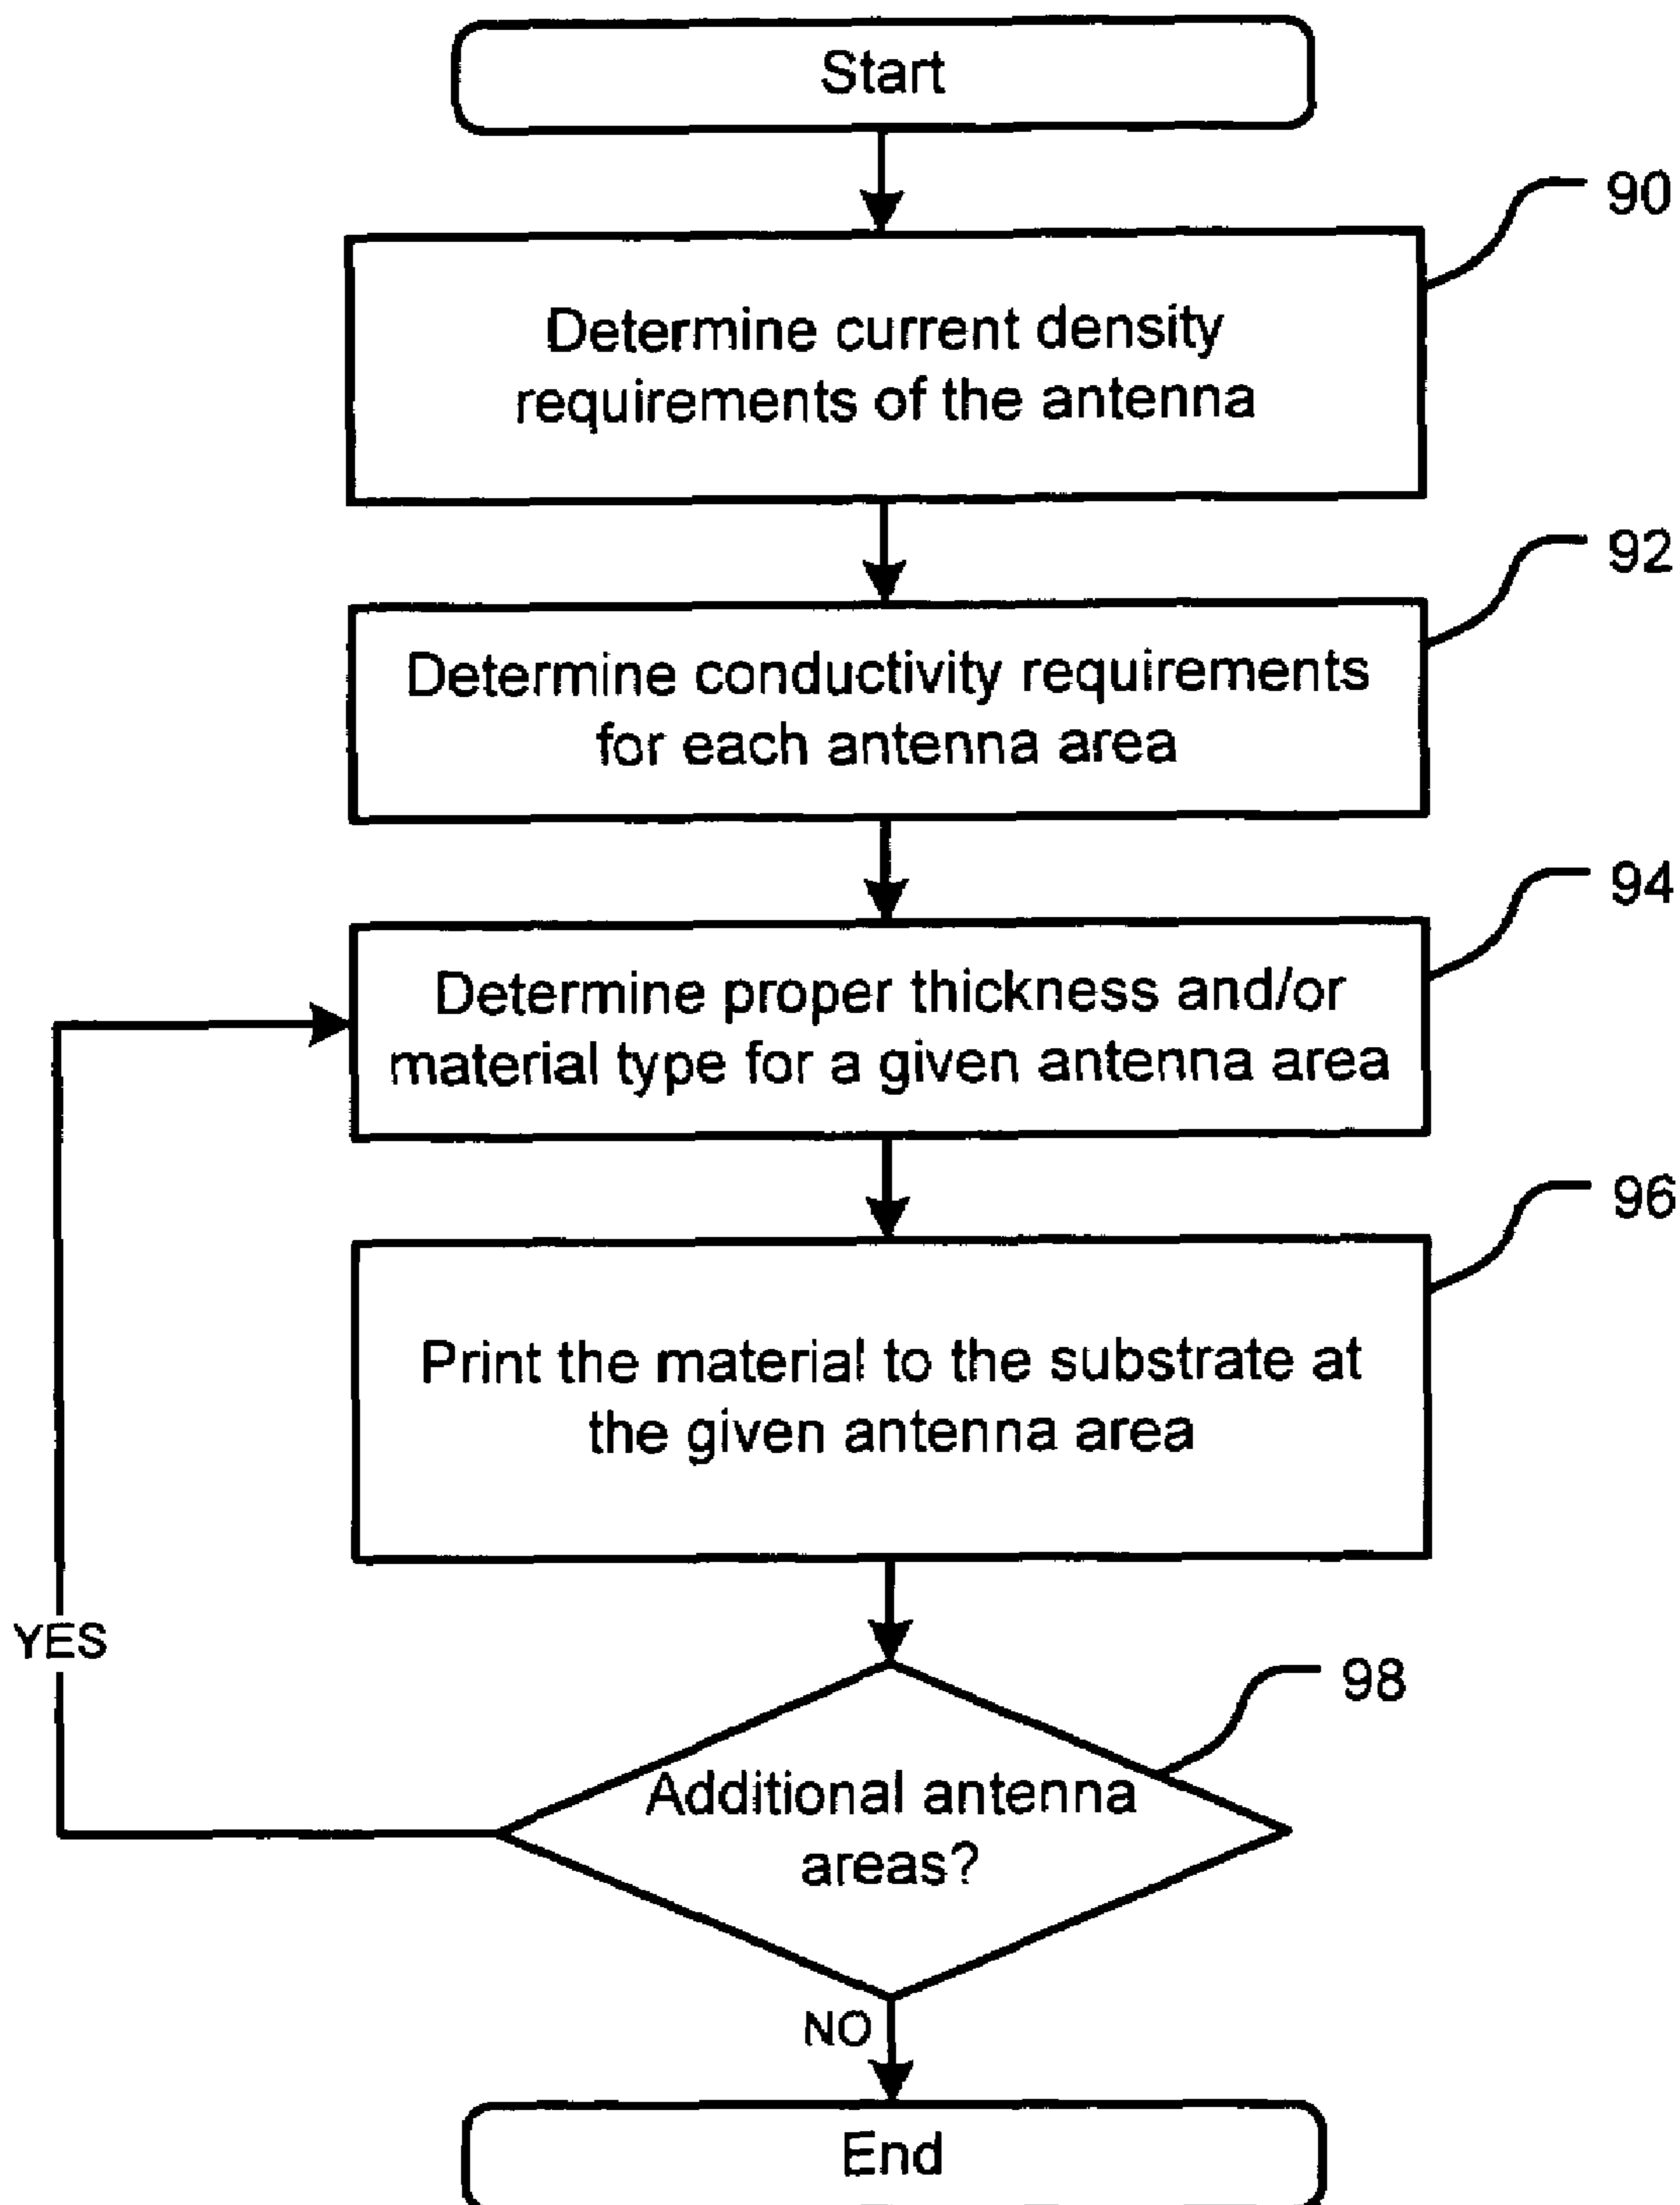 Start
90
Determine current density
requirements of the antenna
92
Determine conductivity requirements
for each antenna area
94
Determine proper thickness and/or
material type for a given antenna area
96
Print the material to the substrate at
the given antenna area
YES
98
Additional antenna
areas?
NO
End